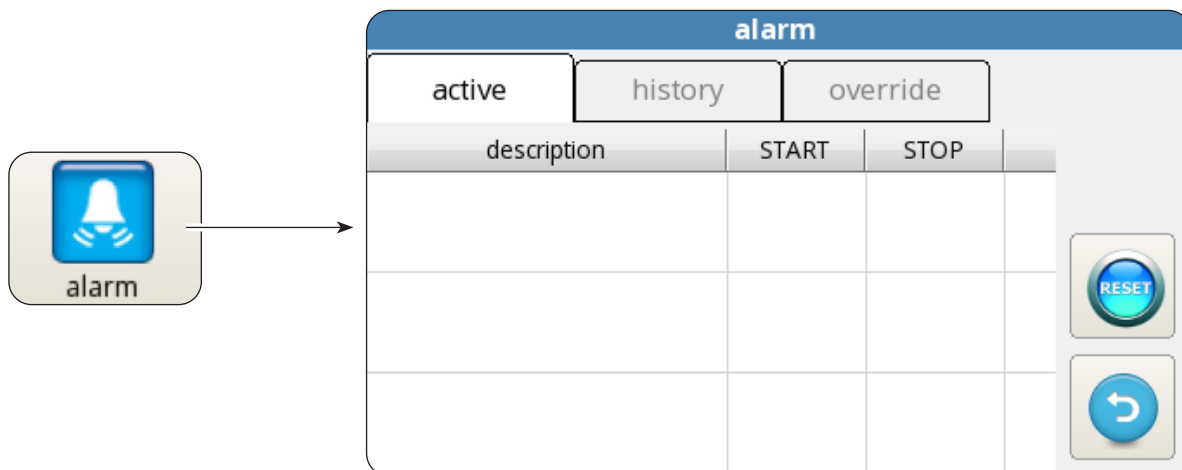 alarm
active history override
description START STOP
RESET
alarm